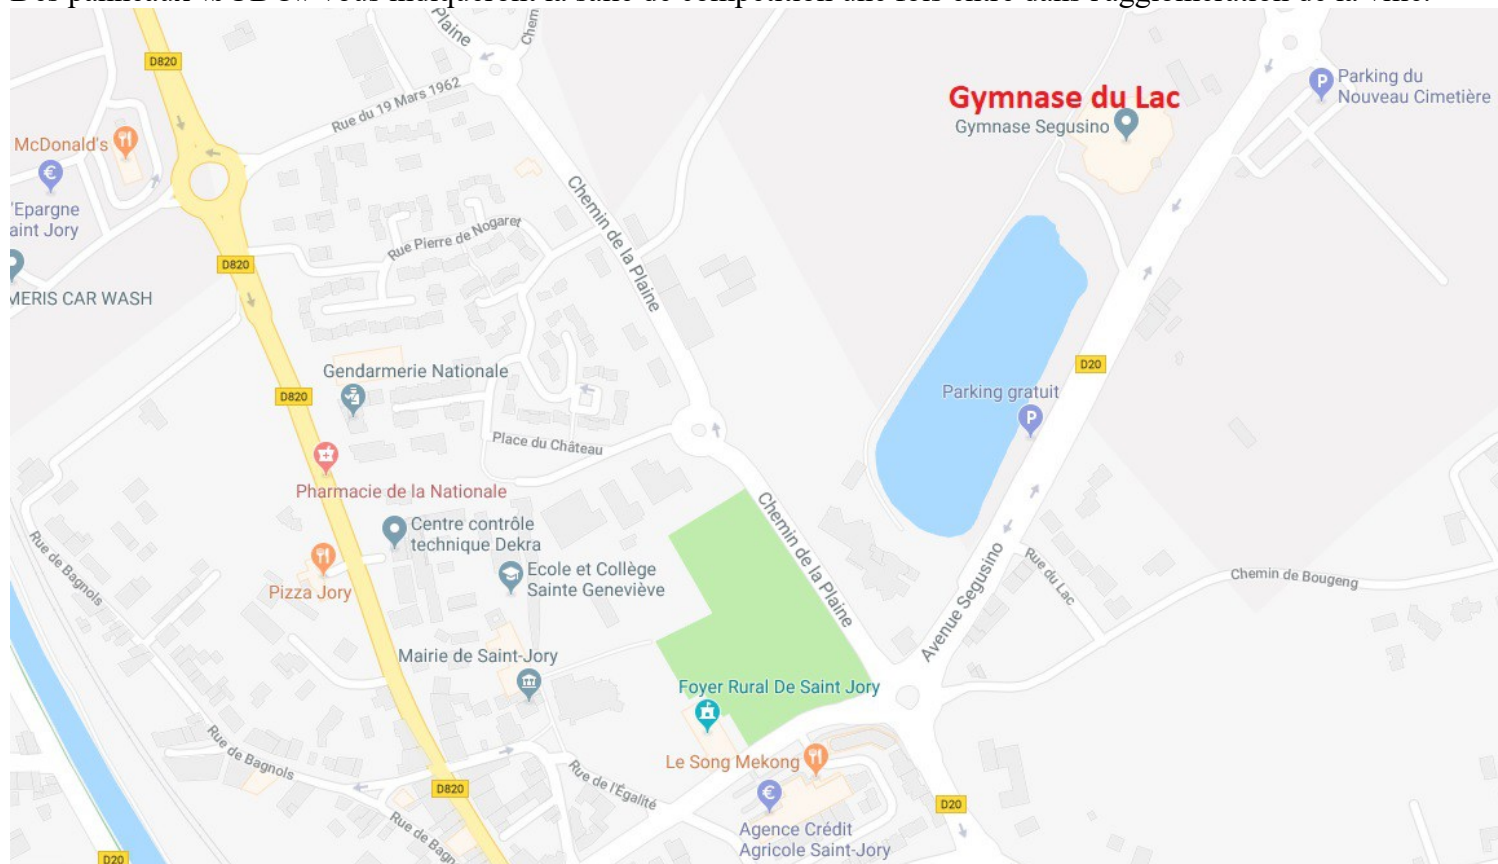 D820
Plaine
Chem
Rue du 19 Mars 1962
McDonald's
'Epargne
aint Jory
MERIS CAR WASH
D820
Rue Pierre de Nogaret
Chemin de la Plaine
Gymnase du Lac
Gymnase Segusino
P
Parking du
Nouveau Cimetière
Gendarmerie Nationale
D820
Place du Château
Pharmacie de la Nationale
D20
Parking gratuit
P
Centre contrôle
technique Dekra
Ecole et Collège
Sainte Geneviève
Pizza Jory
Rue de Bagnols
Chemin de la Plaine
Avenue Segusino
Rue du Lac
Chemin de Bougeng
Mairie de Saint-Jory
Foyer Rural De Saint Jory
Le Song Mekong
Rue de Bagnols
D820
Rue de l'Égalité
Rue de Bagn
Agence Crédit
Agricole Saint-Jory
D20
D20